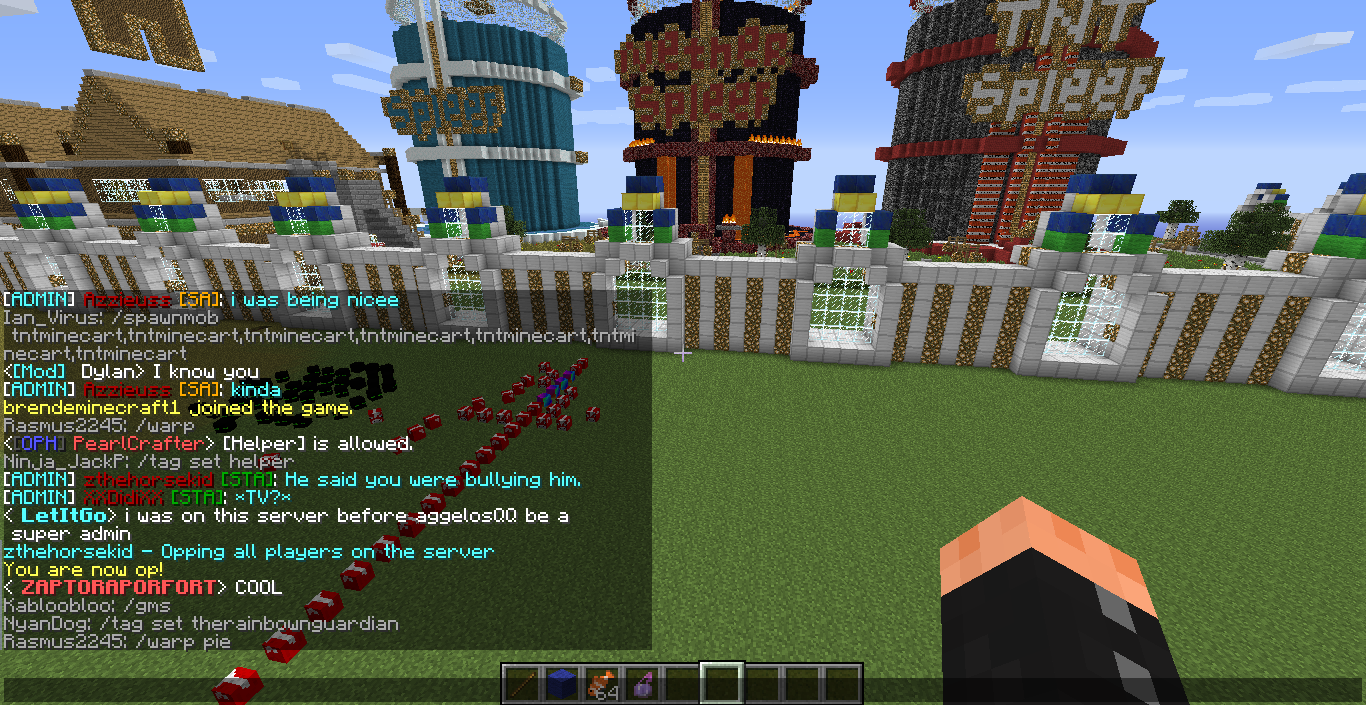 Spleef
Nether
Spleef
TNT
Spleef
[ADMIN] Azzieuss [SA]: i was being nicee
Ian_Virus: /spawnmob
tntminecart,tntminecart,tntminecart,tntminecart,tntminecart,tntmi
necart,tntminecart
<[Mod] Dylan> I know you
[ADMIN] Azzieuss [SA]: kinda
brendeminecraft1 joined the game.
Rasmus2245: /warp
<[OPH] PearlCrafter> [Helper] is allowed.
Ninja_JackP: /tag set helper
[ADMIN] zthehorsekid [STA]: He said you were bullying him.
[ADMIN] XXDidiXX [STA]: *TV?*
< LetItGo> i was on this server before aggelosQQ be a
super admin
zthehorsekid - Opping all players on the server
You are now op!
< ZAPTORAPORFORT> COOL
Kabloobloo: /gms
NyanDog: /tag set therainbownguardian
Rasmus2245: /warp pie
64